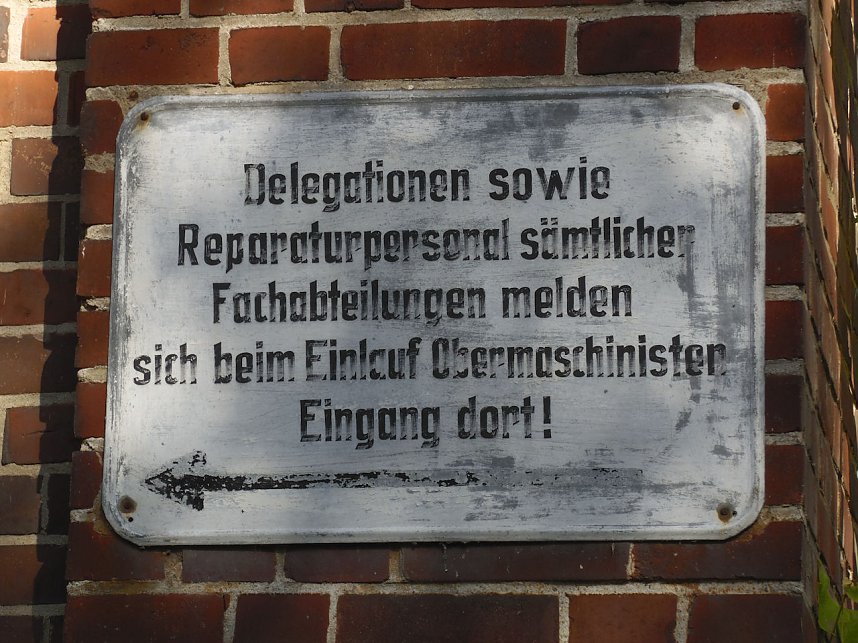 Delegationen sowie
Reparaturpersonal sämtlicher
Fachabteilungen melden
sich beim Einlauf Obermaschinisten
Eingang dort!